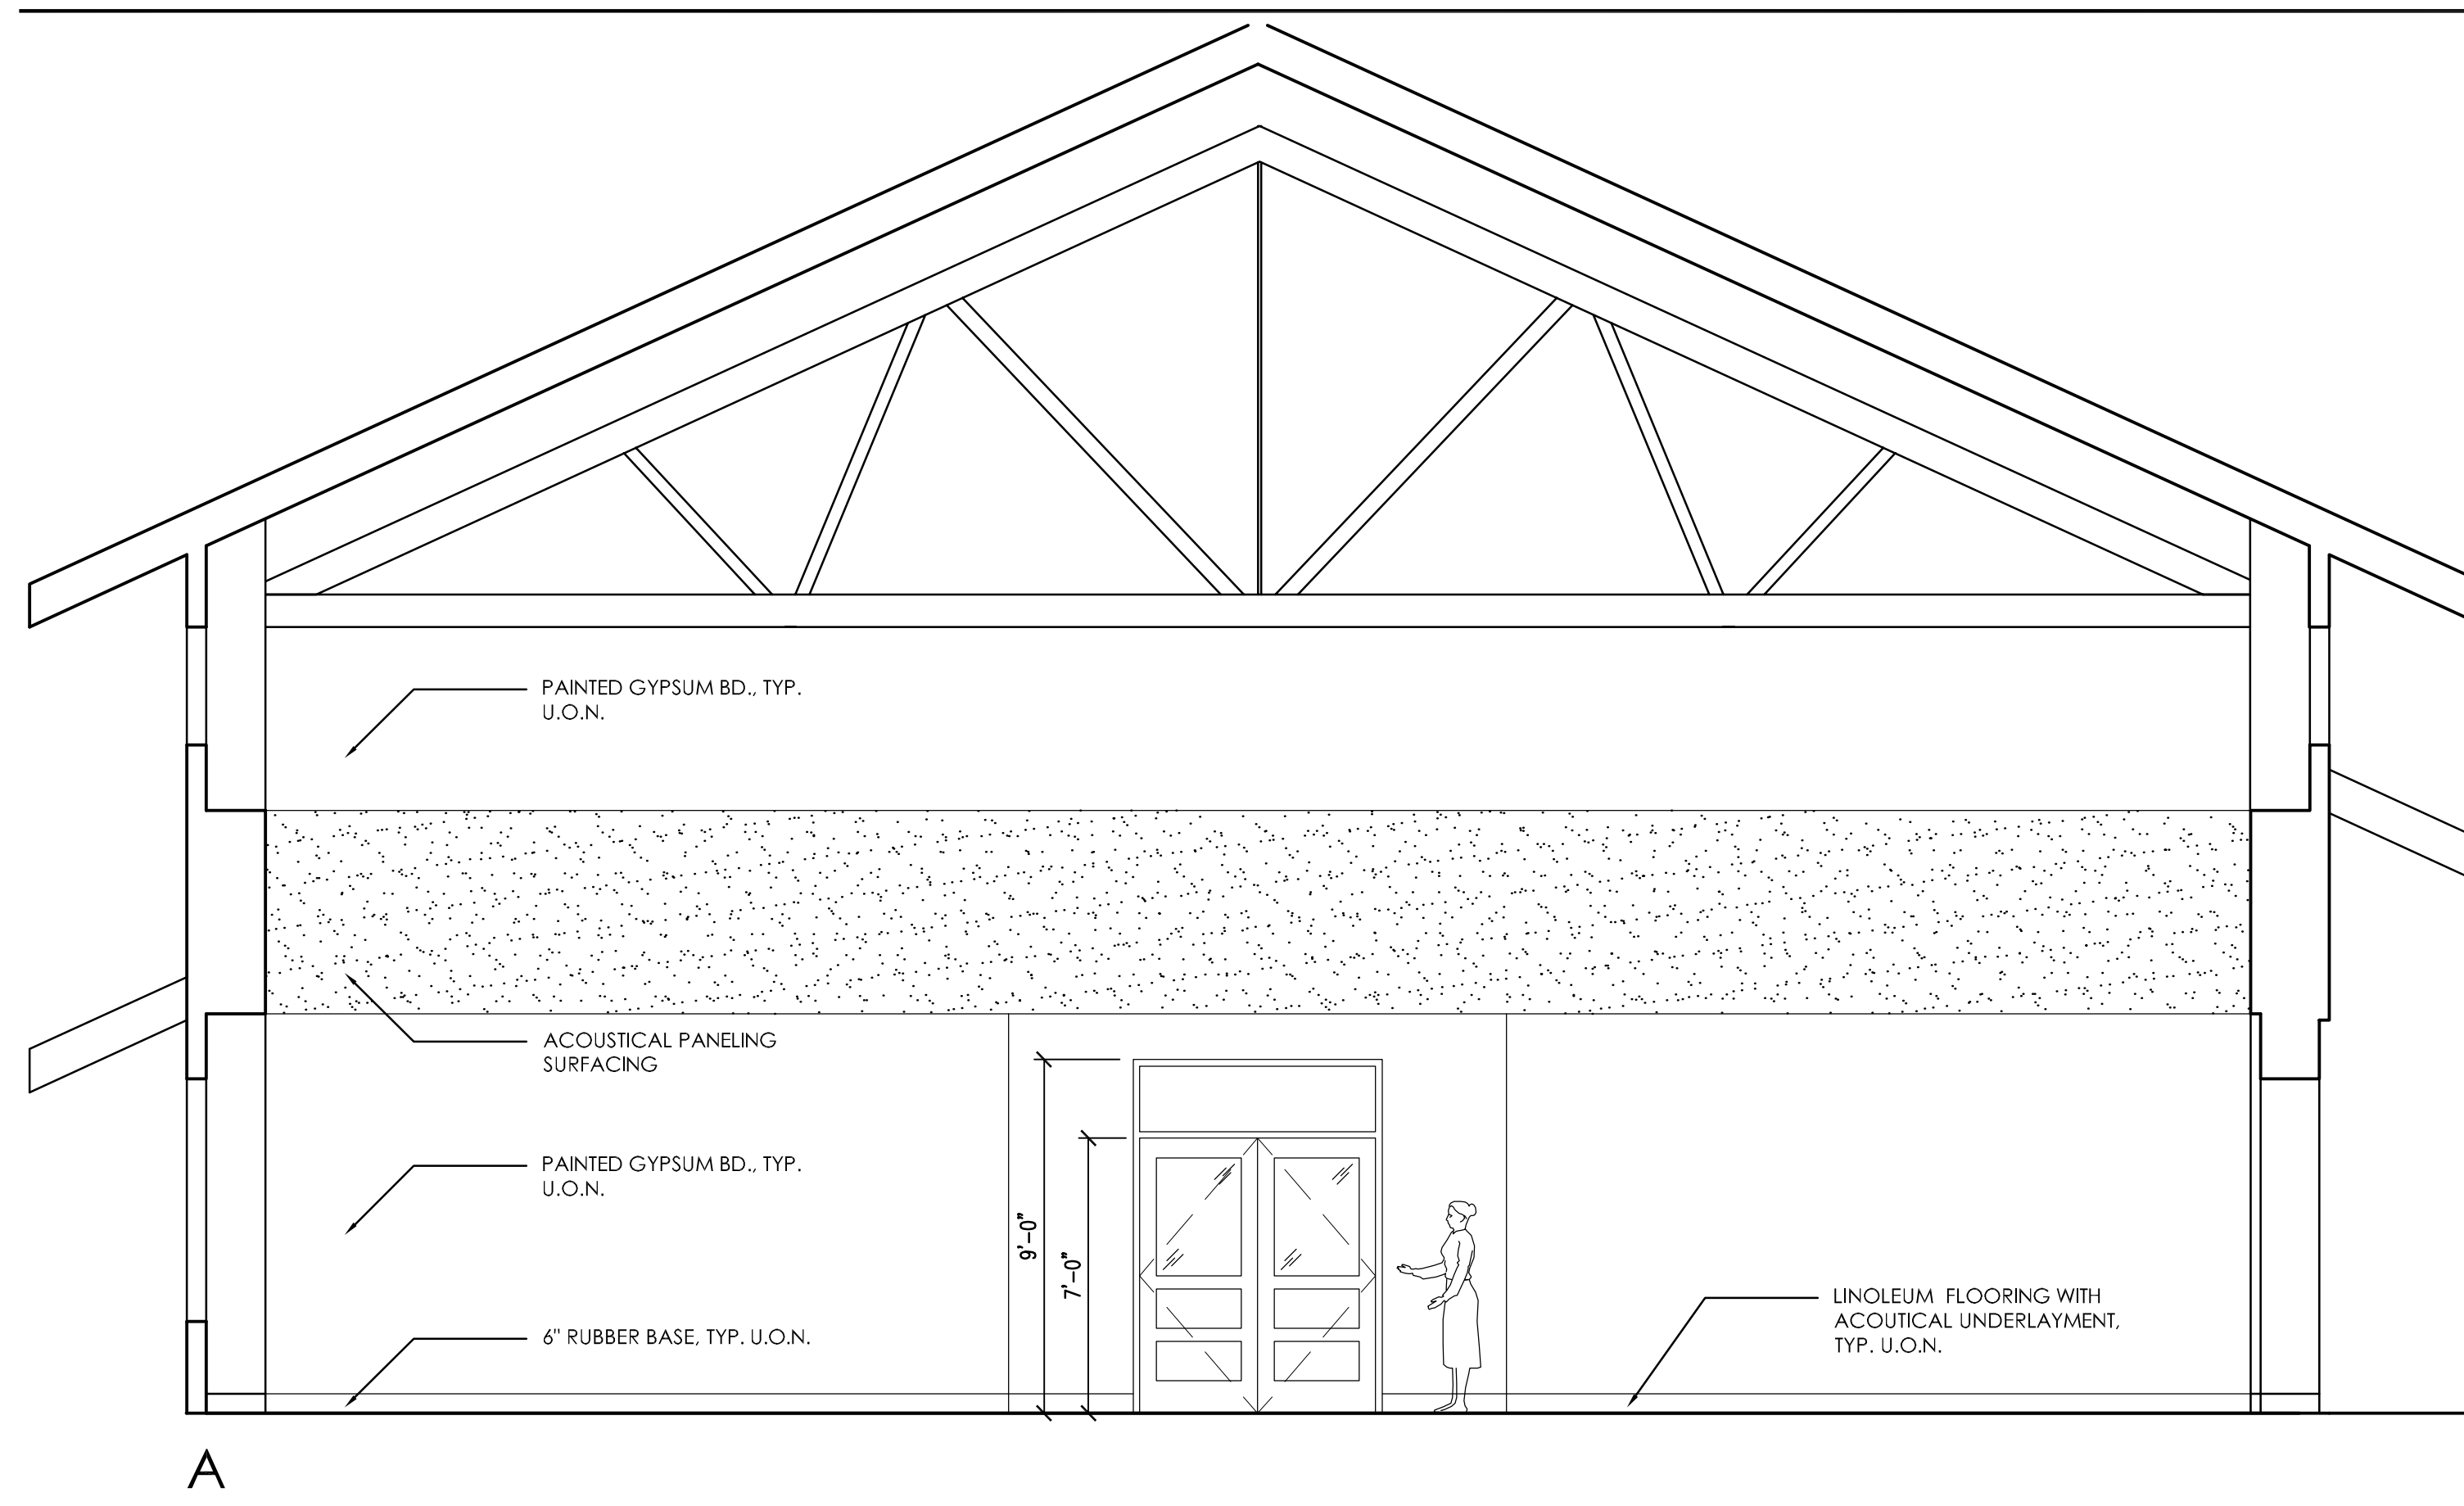 PAINTED GYPSUM BD., TYP.
U.O.N.
ACOUSTICAL PANELING
SURFACING
PAINTED GYPSUM BD., TYP.
U.O.N.
9'-0"
7'-0"
6" RUBBER BASE, TYP. U.O.N.
LINOLEUM FLOORING WITH
ACOUTICAL UNDERLAYMENT,
TYP. U.O.N.
A